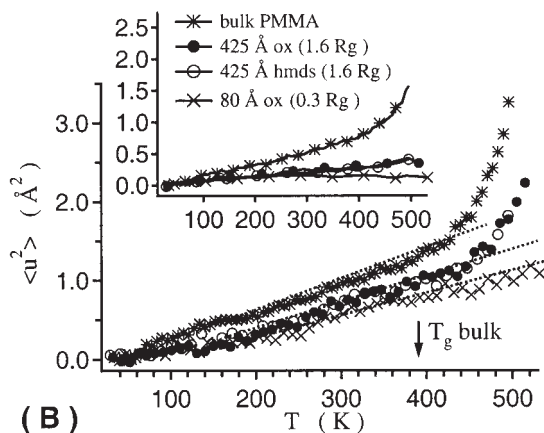 bulk PMMA
425 Å ox (1.6 Rg)
425 Å hmds (1.6 Rg)
80 Å ox (0.3 Rg)
2.5
2.0
1.5
1.0
0.5
0.0
100 200 300 400 500
<u²> (Å²)
3.0
2.0
1.0
0.0
T_g bulk
100 200 300 400 500
T (K)
(B)